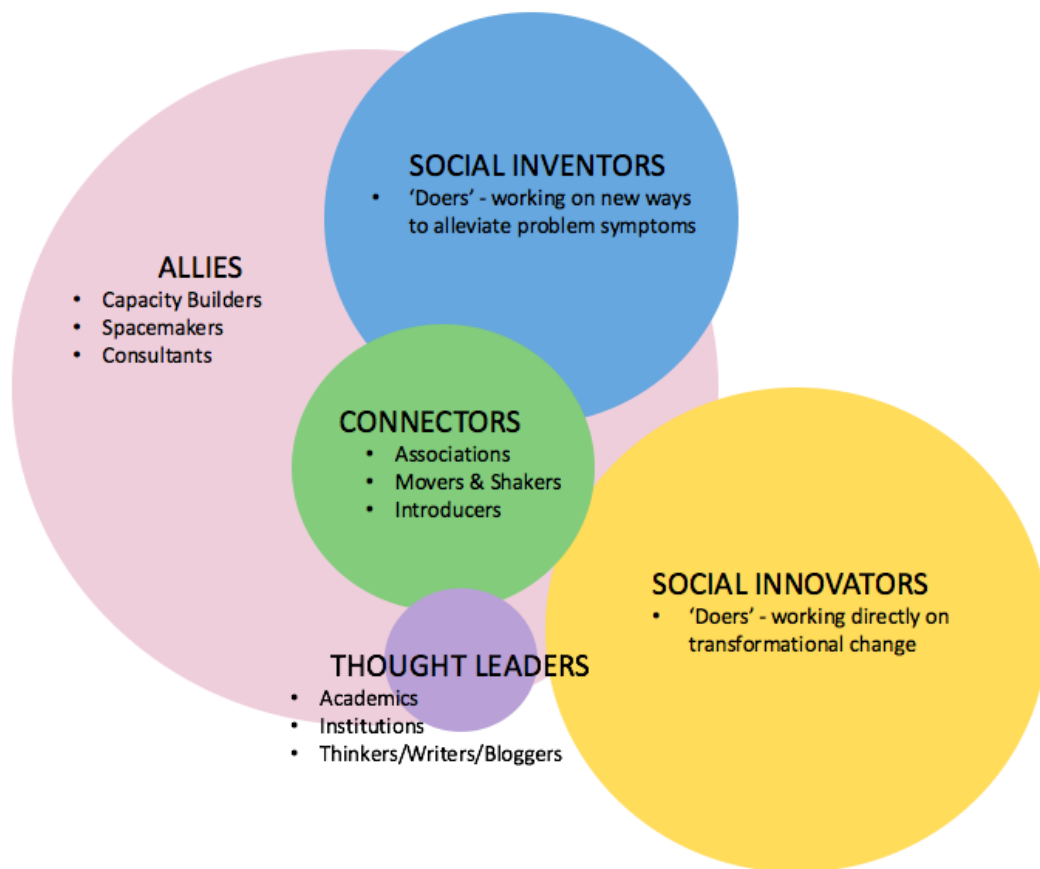 SOCIAL INVENTORS
• ‘Doers’ - working on new ways
to alleviate problem symptoms
ALLIES
• Capacity Builders
• Spacemakers
• Consultants
CONNECTORS
• Associations
• Movers & Shakers
• Introducers
SOCIAL INNOVATORS
• ‘Doers’ - working directly on
transformational change
THOUGHT LEADERS
• Academics
• Institutions
• Thinkers/Writers/Bloggers